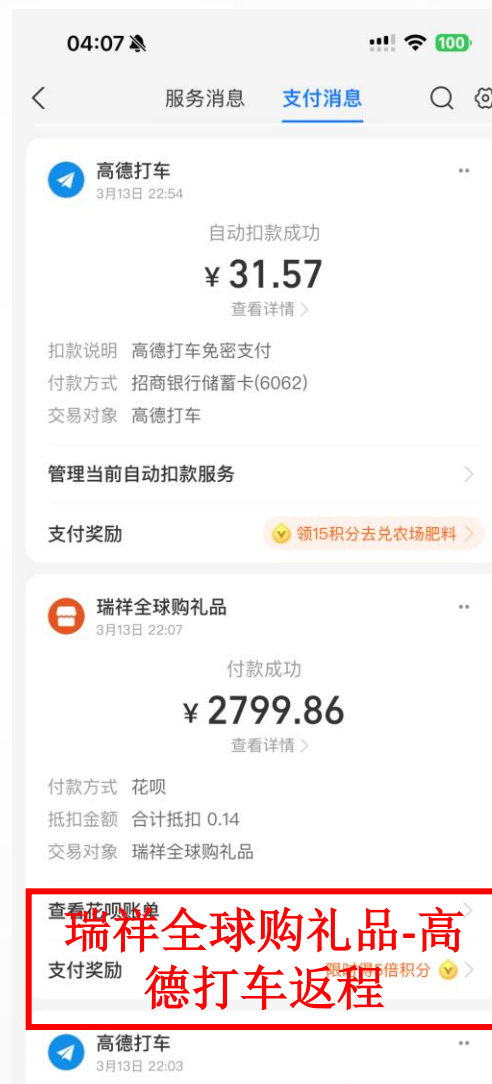 04:07
100
服务消息 支付消息
高德打车
3月13日 22:54
自动扣款成功
¥ 31.57
查看详情
扣款说明 高德打车免密支付
付款方式 招商银行储蓄卡(6062)
交易对象 高德打车
管理当前自动扣款服务
支付奖励 领15积分去兑农场肥料
瑞祥全球购礼品
3月13日 22:07
付款成功
¥ 2799.86
查看详情
付款方式 花呗
抵扣金额 合计抵扣 0.14
交易对象 瑞祥全球购礼品
查看花呗账单
瑞祥全球购礼品-高
德打车返程
支付奖励 限时得5倍积分
高德打车
3月13日 22:03